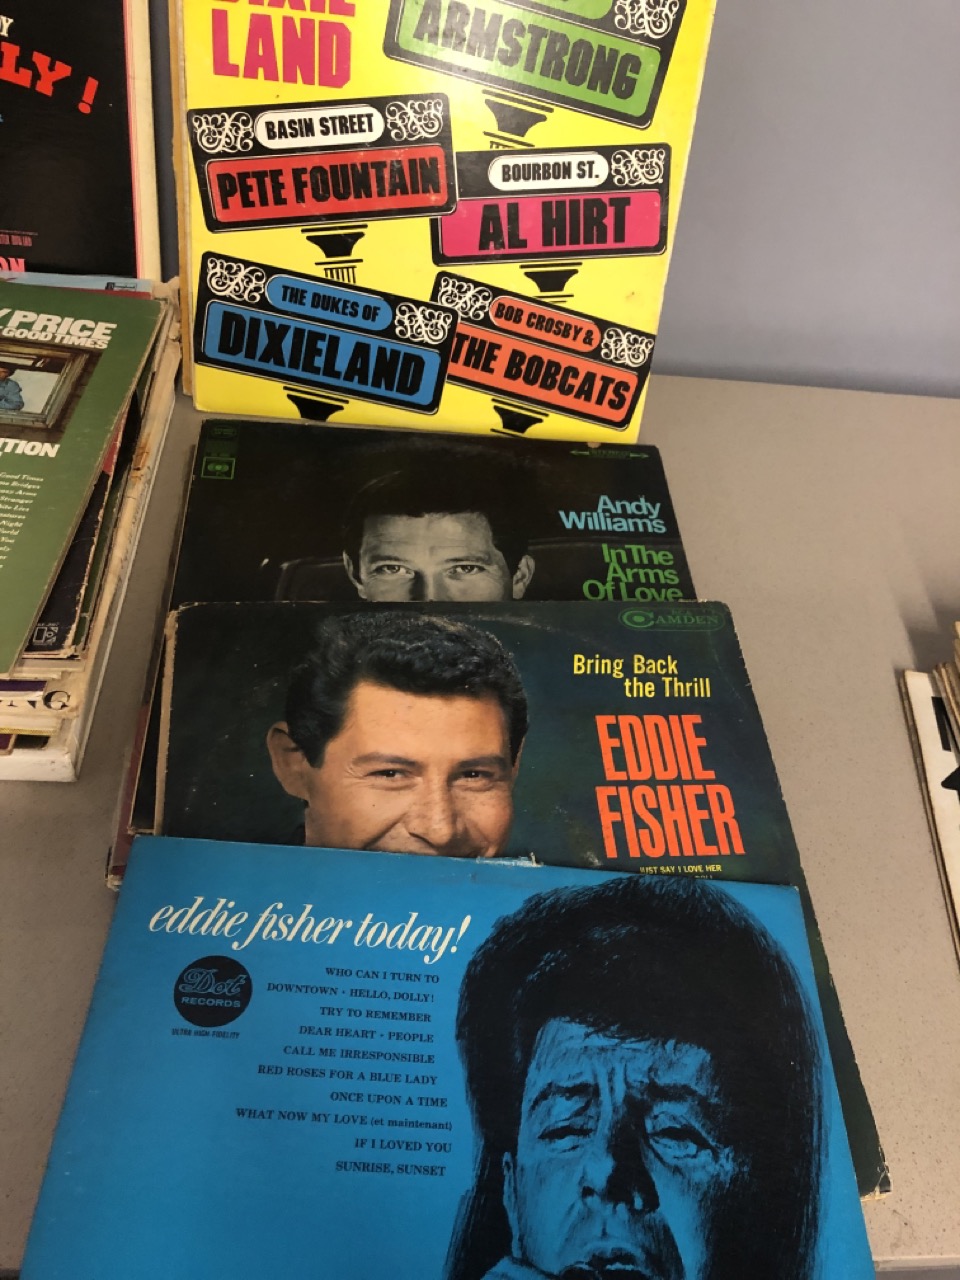 LY!
PRICE
GOOD TIMES
DIXIE
LAND
ARMSTRONG
BASIN STREET
PETE FOUNTAIN
BOURBON ST.
AL HIRT
THE DUKES OF
DIXIELAND
BOB CROSBY &
THE BOBCATS
STEREO
Andy
Williams
In The
Arms
Of Love
CAMDEN
Bring Back
the Thrill
EDDIE
FISHER
JUST SAY I LOVE HER
eddie fisher today!
Dot
RECORDS
ULTRA HIGH FIDELITY
WHO CAN I TURN TO
DOWNTOWN • HELLO, DOLLY!
TRY TO REMEMBER
DEAR HEART • PEOPLE
CALL ME IRRESPONSIBLE
RED ROSES FOR A BLUE LADY
ONCE UPON A TIME
WHAT NOW MY LOVE (et maintenant)
IF I LOVED YOU
SUNRISE, SUNSET